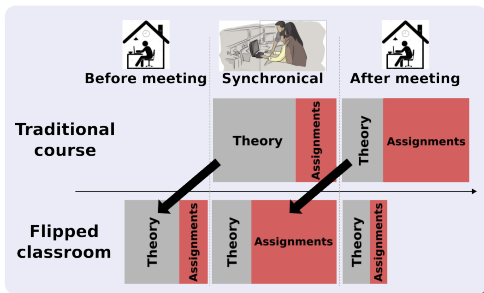 Before meeting
Synchronical
After meeting
Traditional
course
Theory
Assignments
Theory
Assignments
Flipped
classroom
Theory
Assignments
Theory
Assignments
Theory
Assignments